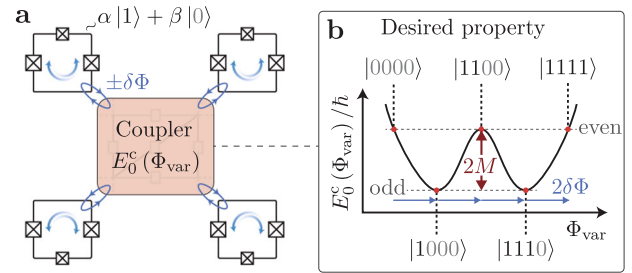 a
α|1⟩ + β|0⟩
±δΦ
Coupler
E₀ᶜ(Φvar)
b
Desired property
|0000⟩ |1100⟩ |1111⟩
E₀ᶜ(Φvar)/ħ
even
2M
odd
2δΦ
Φvar
|1000⟩ |1110⟩